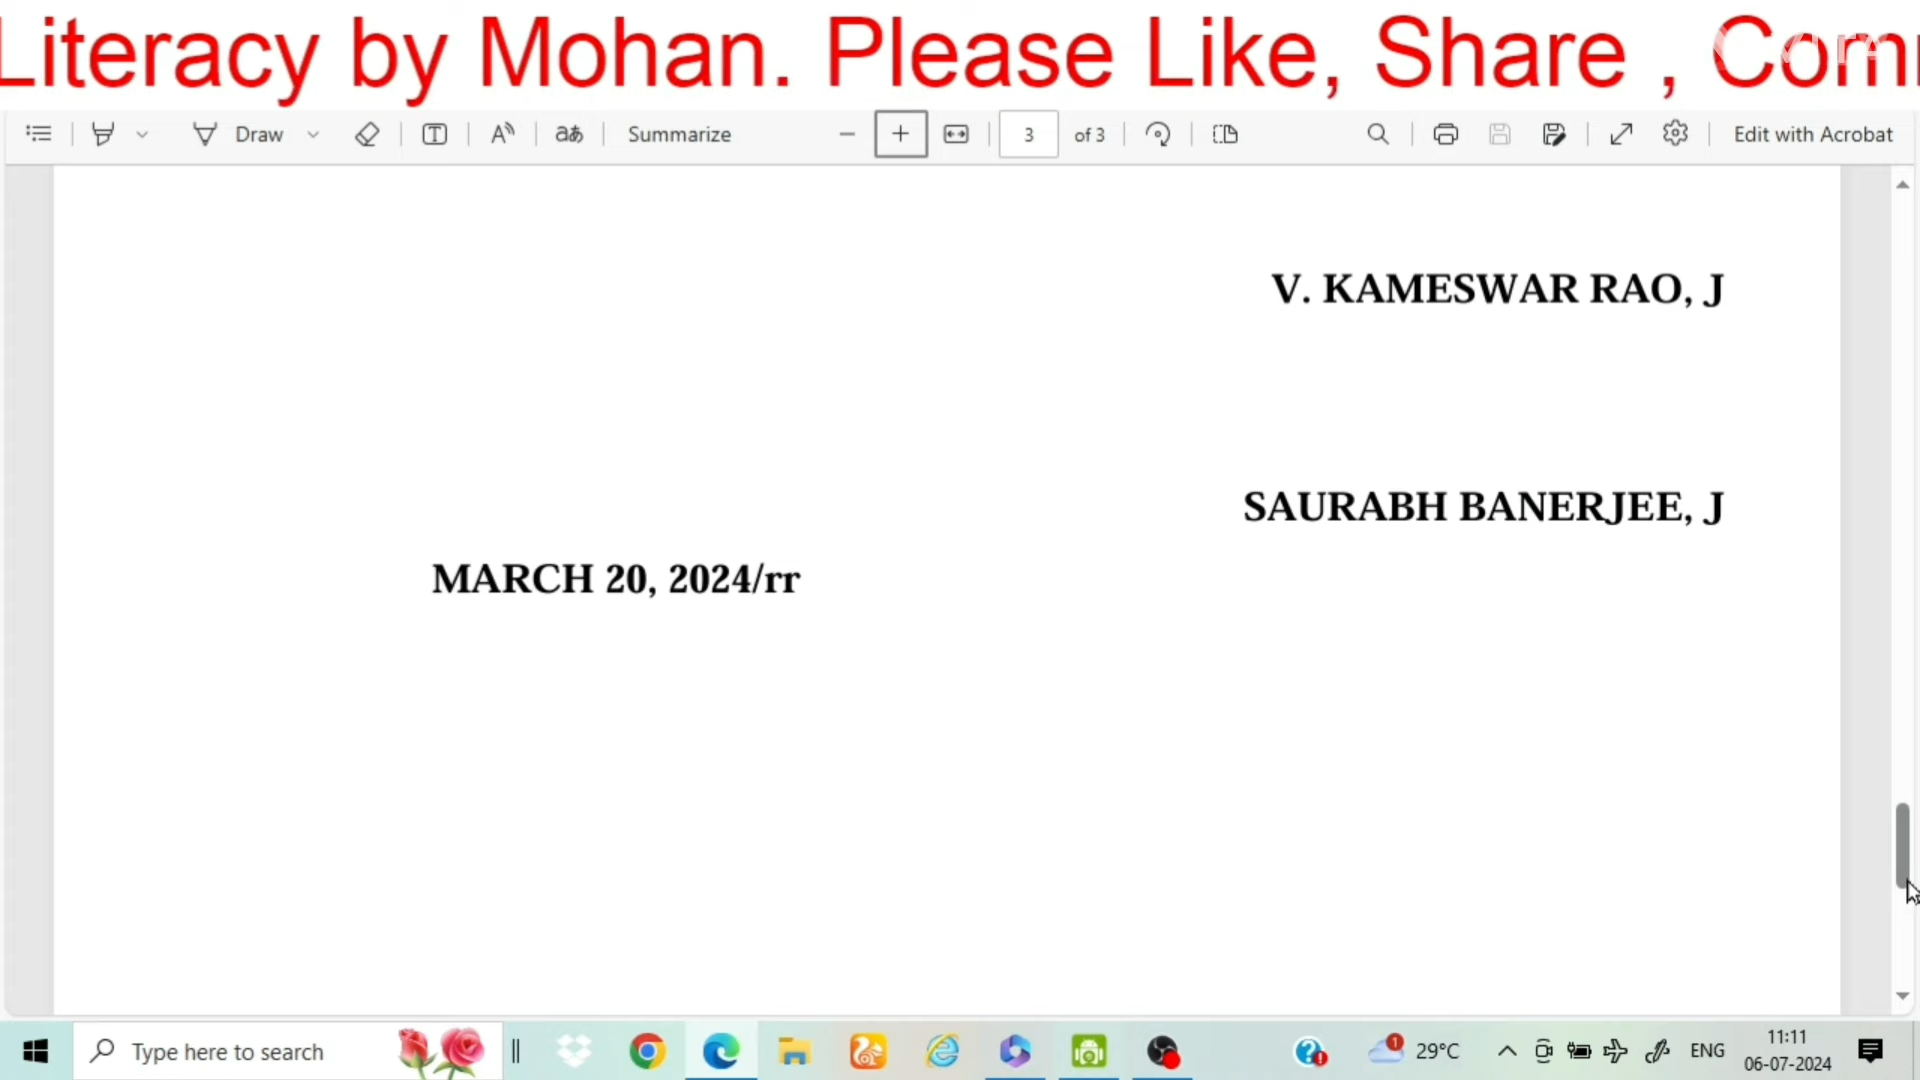 Literacy by Mohan. Please Like, Share , Com
Draw
Summarize
3 of 3
Edit with Acrobat
V. KAMESWAR RAO, J
SAURABH BANERJEE, J
MARCH 20, 2024/rr
Type here to search
1
29°C
ENG
11:11
06-07-2024